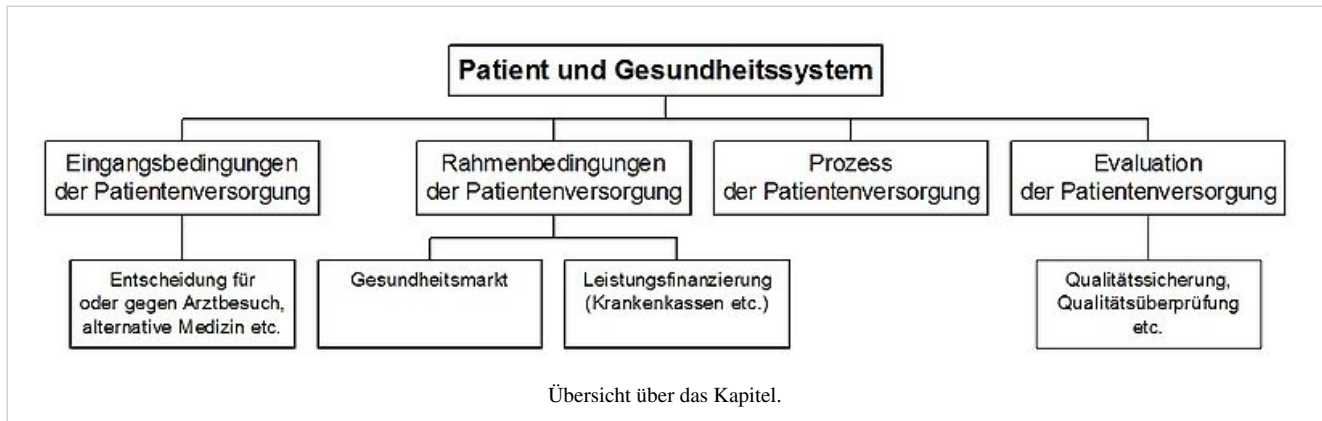 Patient und Gesundheitssystem
Eingangsbedingungen
der Patientenversorgung
Rahmenbedingungen
der Patientenversorgung
Prozess
der Patientenversorgung
Evaluation
der Patientenversorgung
Entscheidung für
oder gegen Arztbesuch,
alternative Medizin etc.
Gesundheitsmarkt
Leistungsfinanzierung
(Krankenkassen etc.)
Qualitätssicherung,
Qualitätsüberprüfung
etc.
Übersicht über das Kapitel.